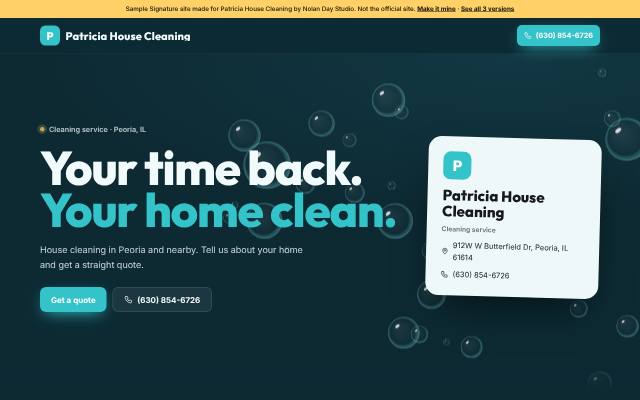 Sample Signature site made for Patricia House Cleaning by Nolan Day Studio. Not the official site. Make it mine · See all 3 versions
P Patricia House Cleaning
(630) 854-6726
Cleaning service · Peoria, IL
Your time back.
Your home clean.
House cleaning in Peoria and nearby. Tell us about your home
and get a straight quote.
Get a quote
(630) 854-6726
P
Patricia House
Cleaning
Cleaning service
912W W Butterfield Dr, Peoria, IL
61614
(630) 854-6726